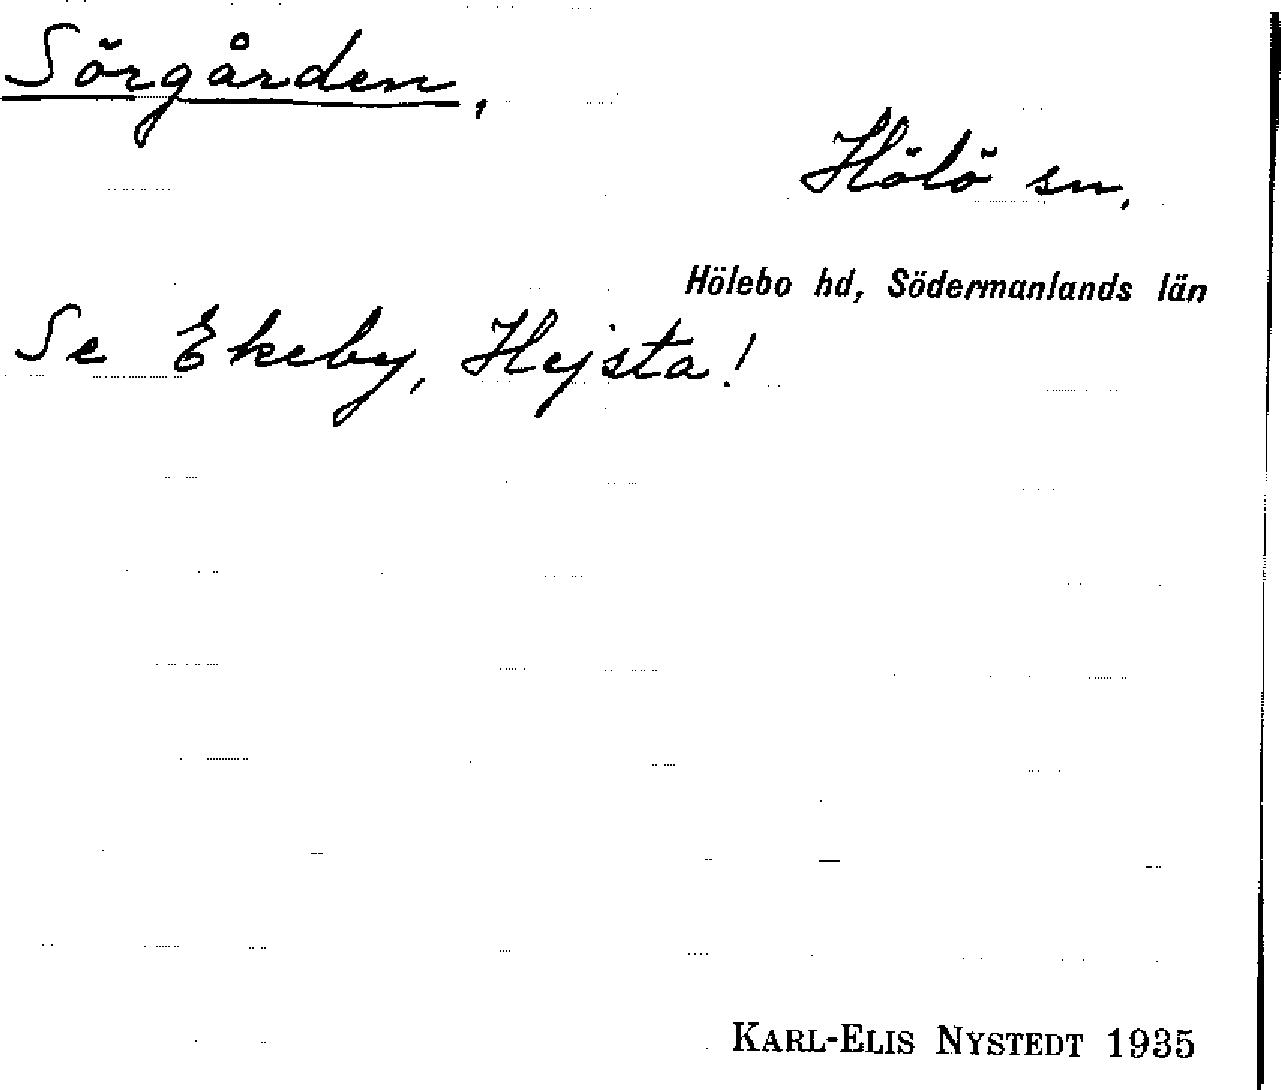 Sörgården,
Hölö sn,
Hölebo hd, Södermanlands län
Se Ekeby, Hejsta!
KARL-ELIS NYSTEDT 1935